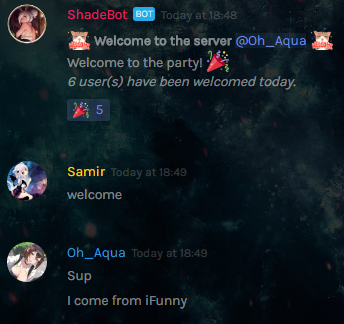 ShadeBot BOT Today at 18:48
Welcome to the server @Oh_Aqua
Welcome to the party!
6 user(s) have been welcomed today.
5
Samir Today at 18:49
welcome
Oh_Aqua Today at 18:49
Sup
I come from iFunny